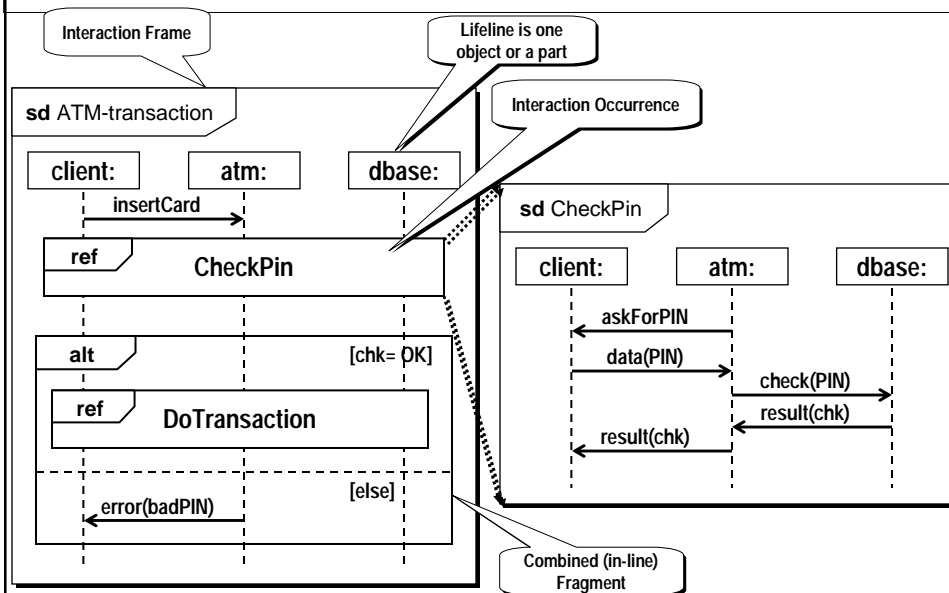 Interaction Frame
Lifeline is one
object or a part
Interaction Occurrence
sd ATM-transaction
client:
atm:
dbase:
insertCard
ref
CheckPin
alt
[chk= OK]
ref
DoTransaction
[else]
error(badPIN)
sd CheckPin
client:
atm:
dbase:
askForPIN
data(PIN)
check(PIN)
result(chk)
result(chk)
Combined (in-line)
Fragment